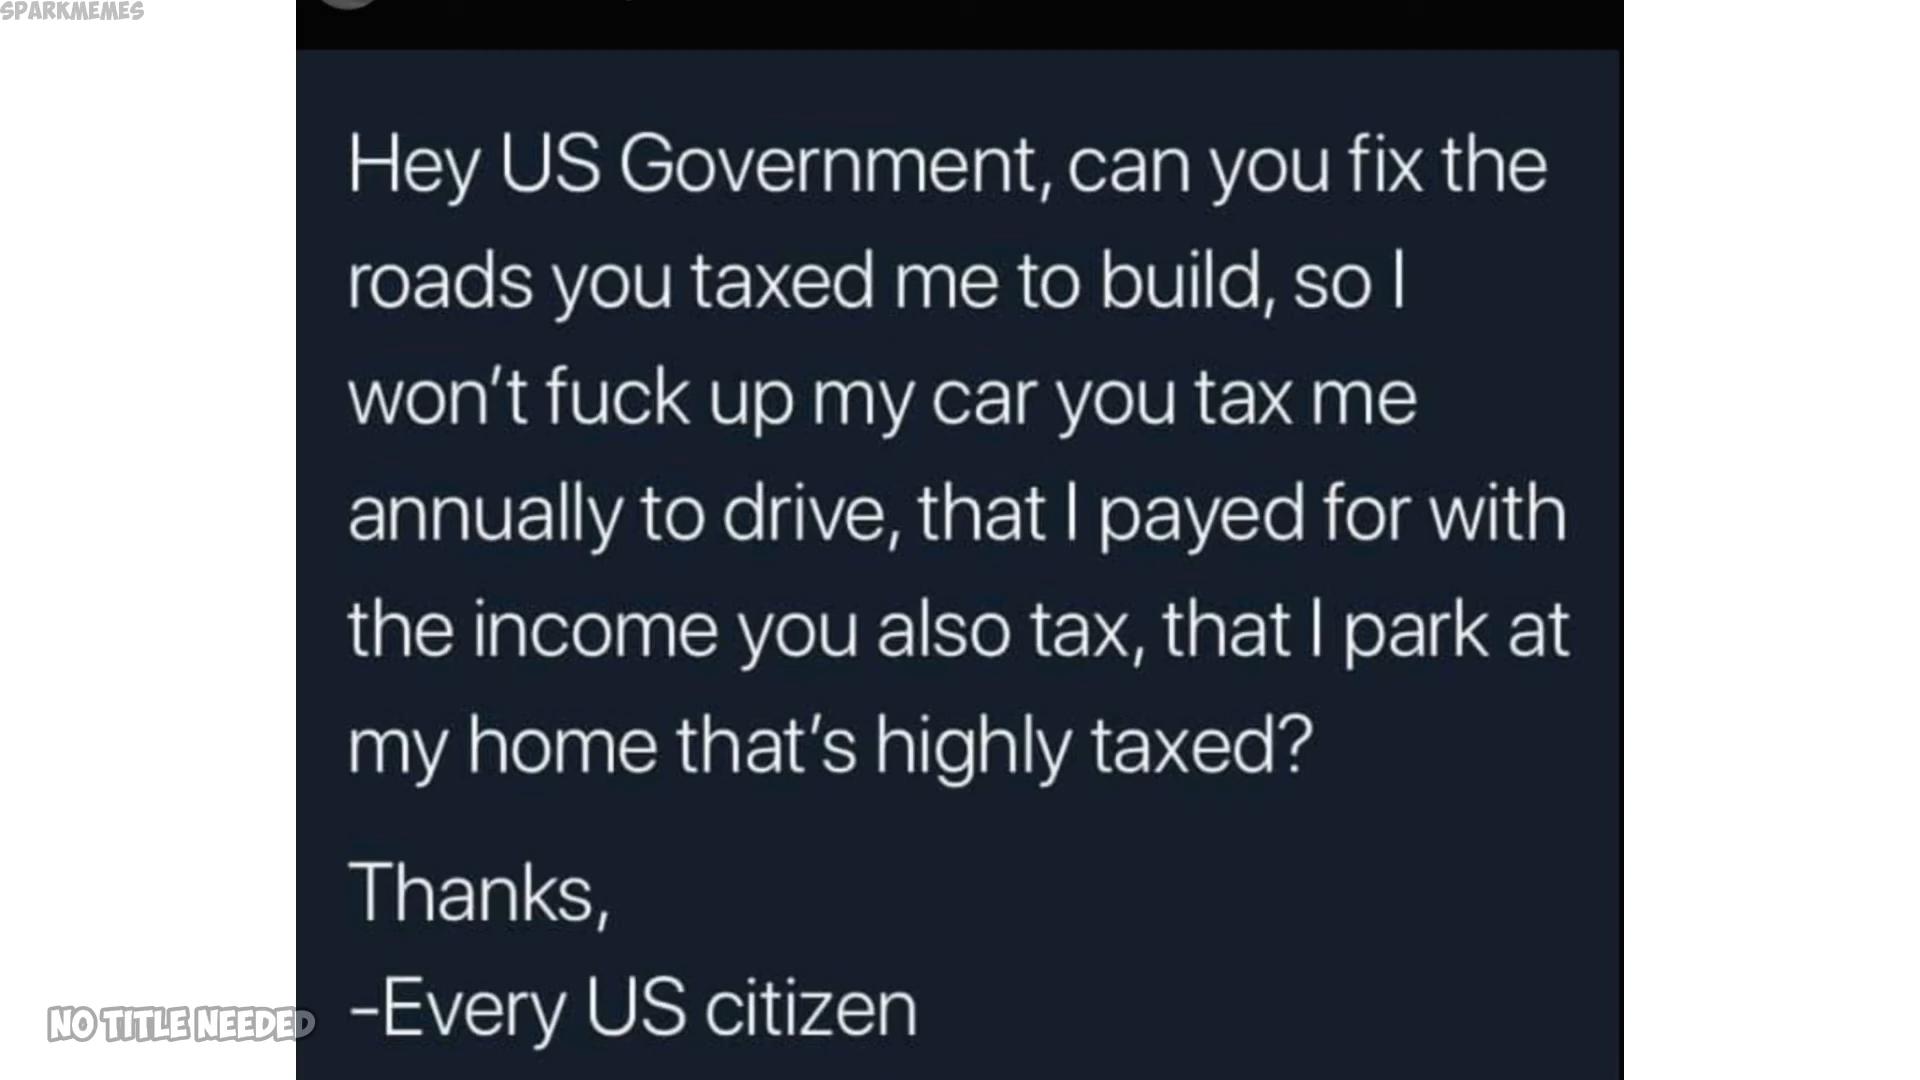 SPARKMEMES
Hey US Government, can you fix the
roads you taxed me to build, so I
won't fuck up my car you tax me
annually to drive, that I payed for with
the income you also tax, that I park at
my home that's highly taxed?
Thanks,
-Every US citizen
NO TITLE NEEDED